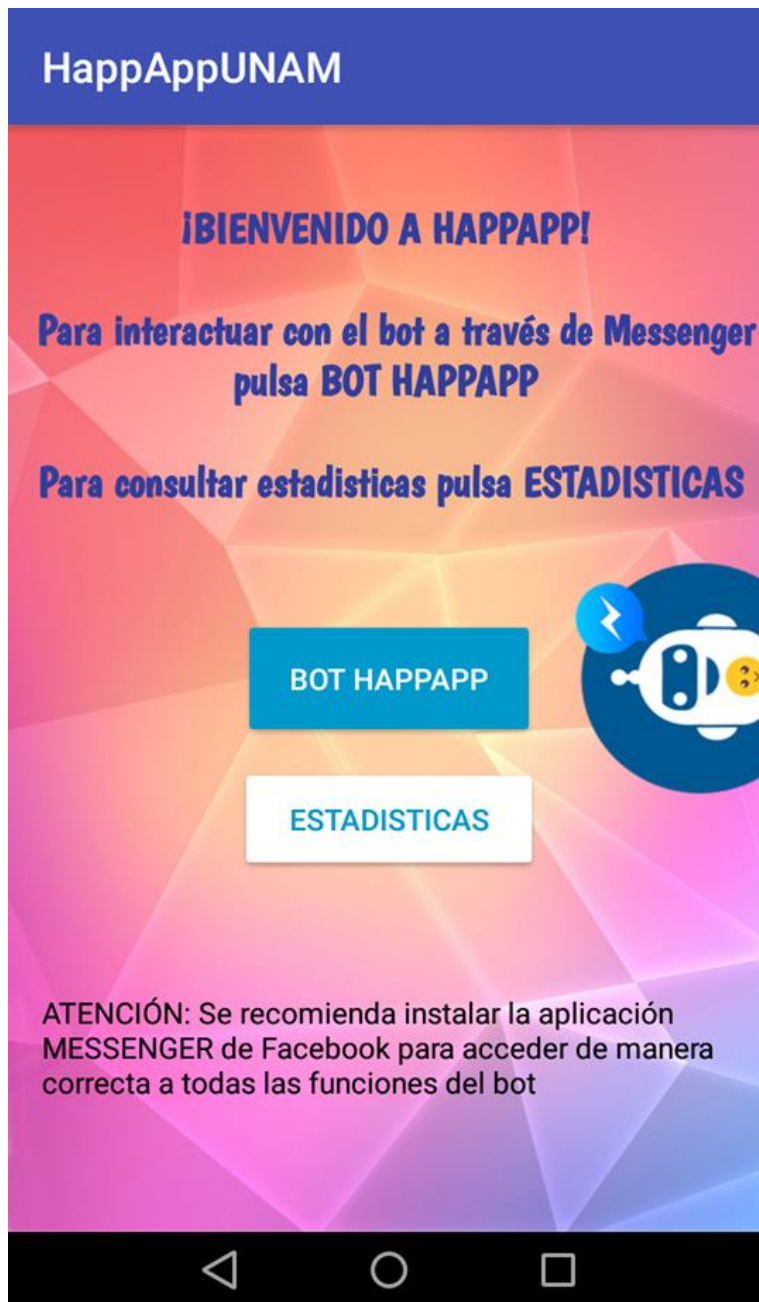 HappAppUNAM
¡BIENVENIDO A HAPPAPP!
Para interactuar con el bot a través de Messenger
pulsa BOT HAPPAPP
Para consultar estadisticas pulsa ESTADISTICAS
BOT HAPPAPP
ESTADISTICAS
ATENCIÓN: Se recomienda instalar la aplicación
MESSENGER de Facebook para acceder de manera
correcta a todas las funciones del bot